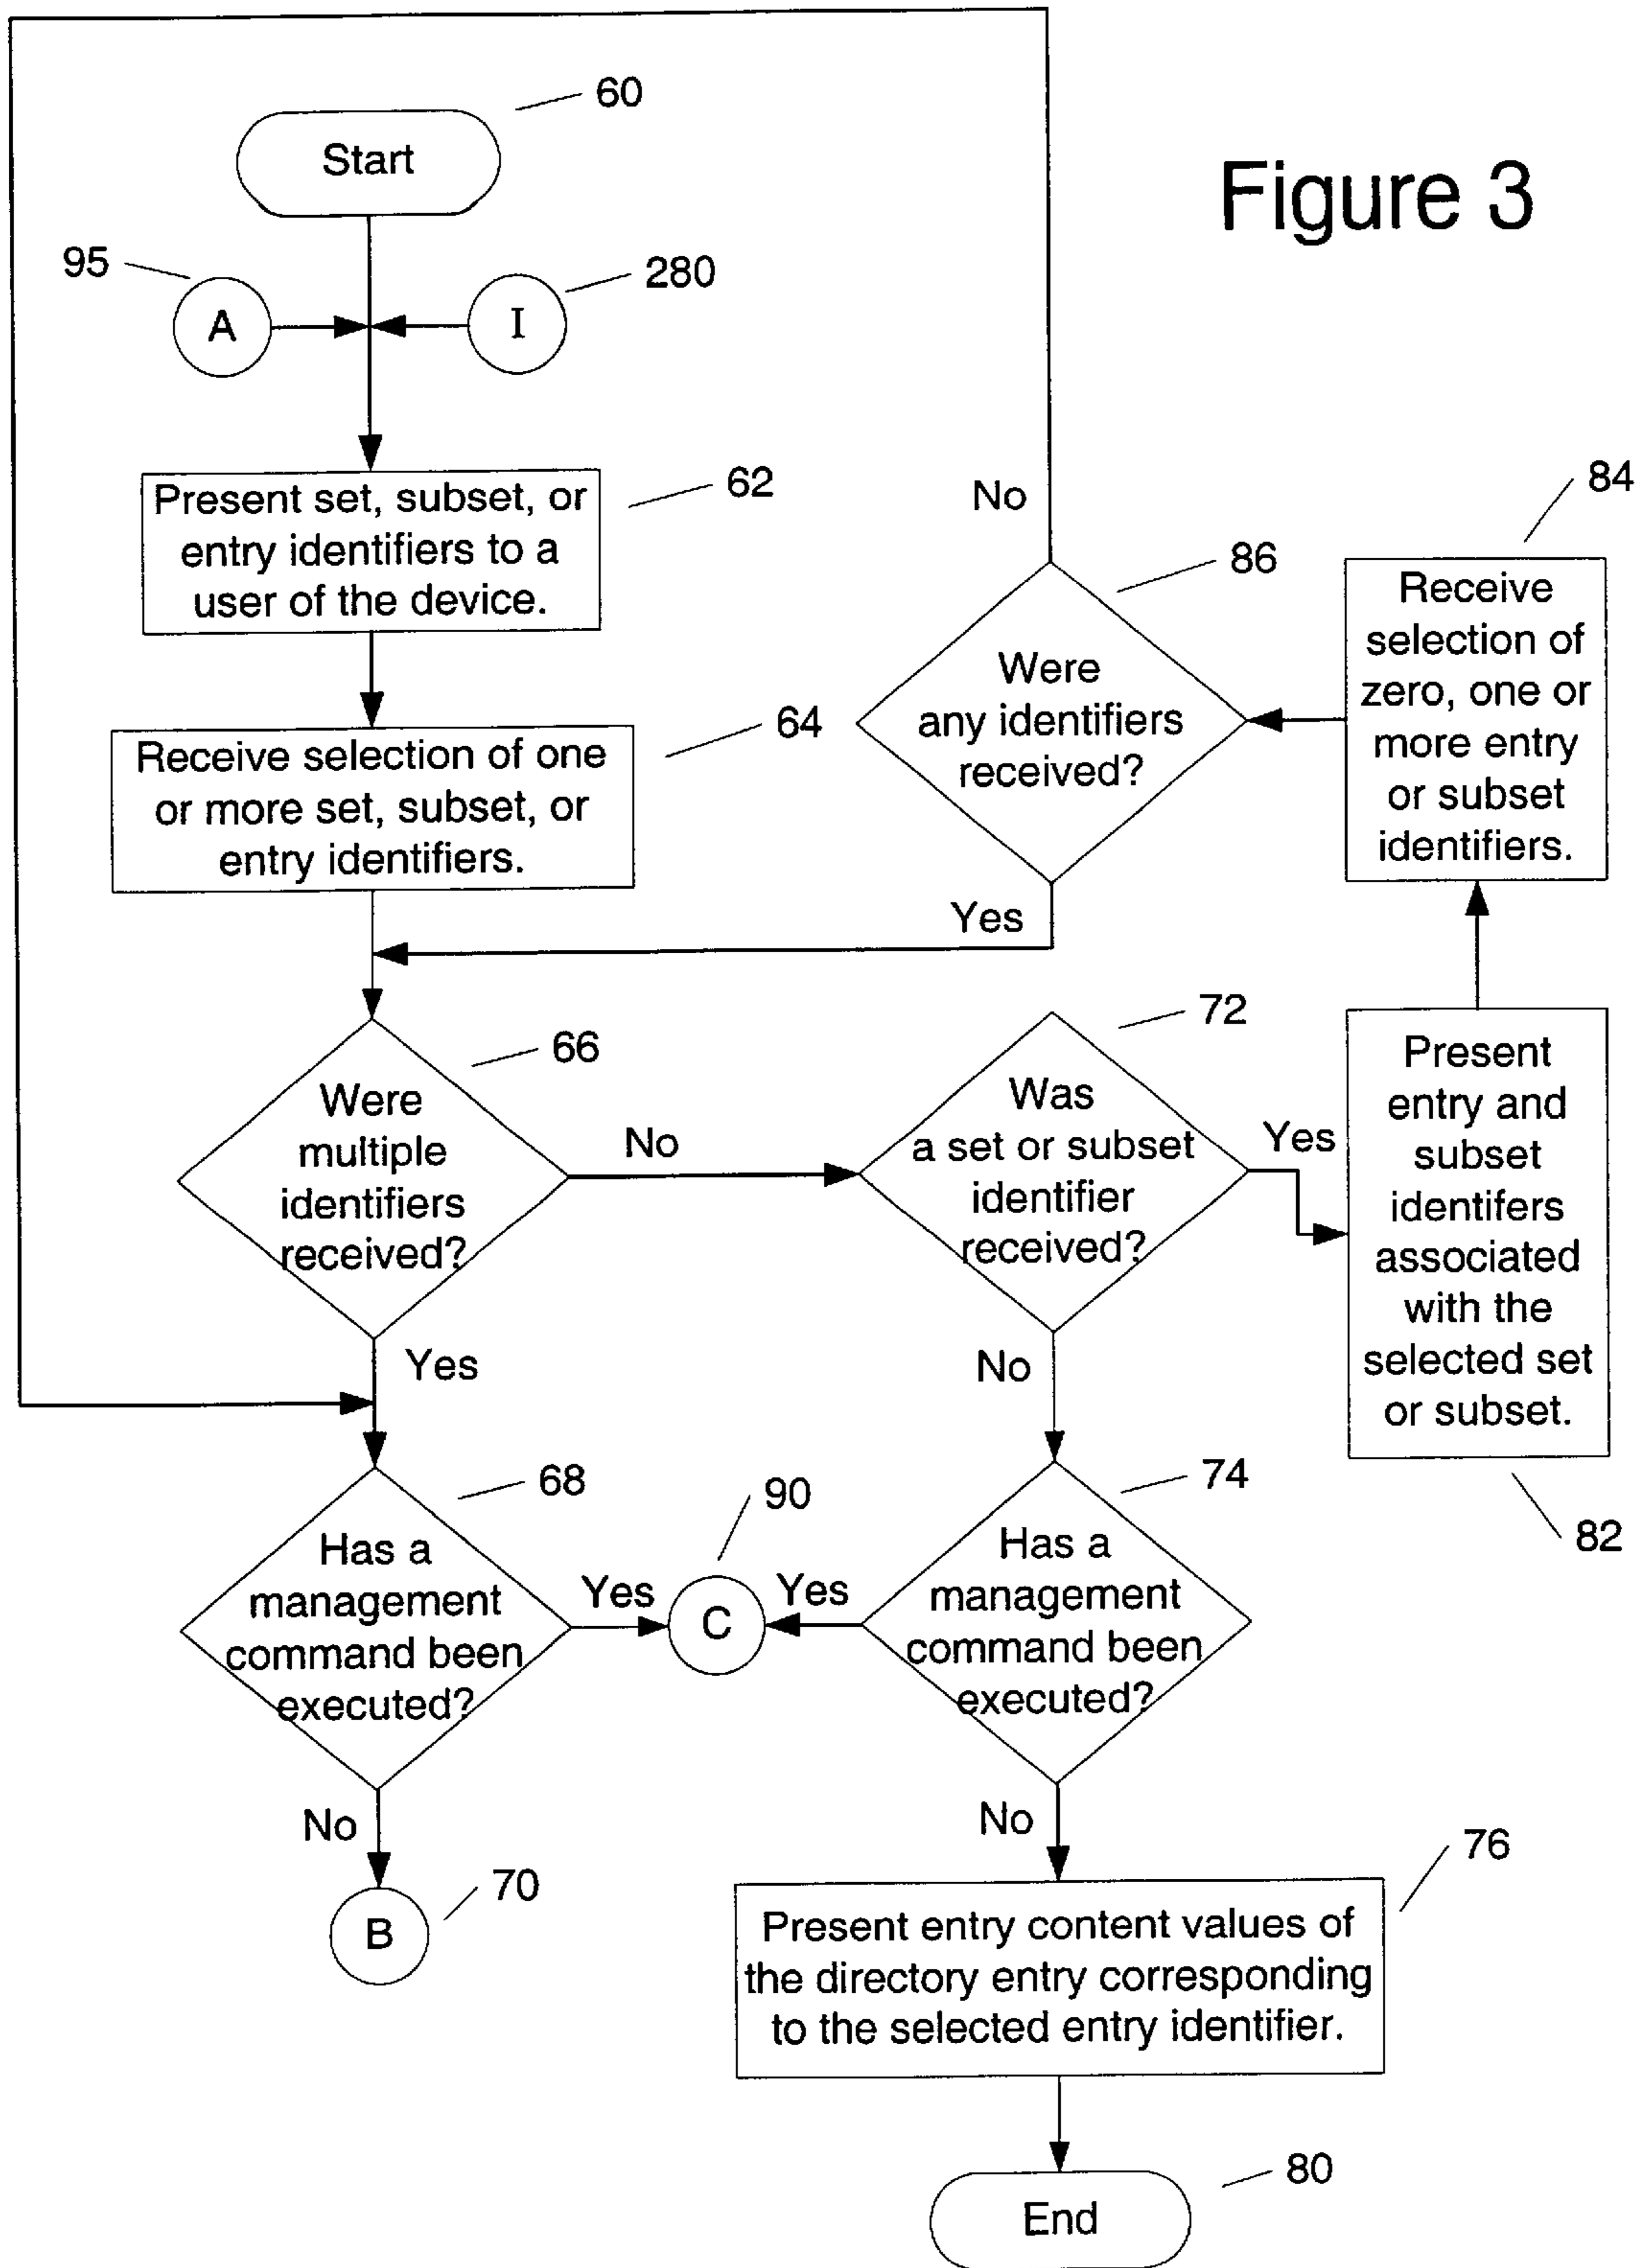 60
Start
Figure 3
95
A
I
280
Present set, subset, or
entry identifiers to a
user of the device.
62
No
84
86
Receive
selection of
zero, one or
more entry
or subset
identifiers.
Were
any identifiers
received?
Receive selection of one
or more set, subset, or
entry identifiers.
64
Yes
66
Were
multiple
identifiers
received?
No
72
Was
a set or subset
identifier
received?
Yes
Present
entry and
subset
identifers
associated
with the
selected set
or subset.
82
Yes
No
68
Has a
management
command been
executed?
Yes
90
C
Yes
74
Has a
management
command been
executed?
No
70
B
No
76
Present entry content values of
the directory entry corresponding
to the selected entry identifier.
80
End